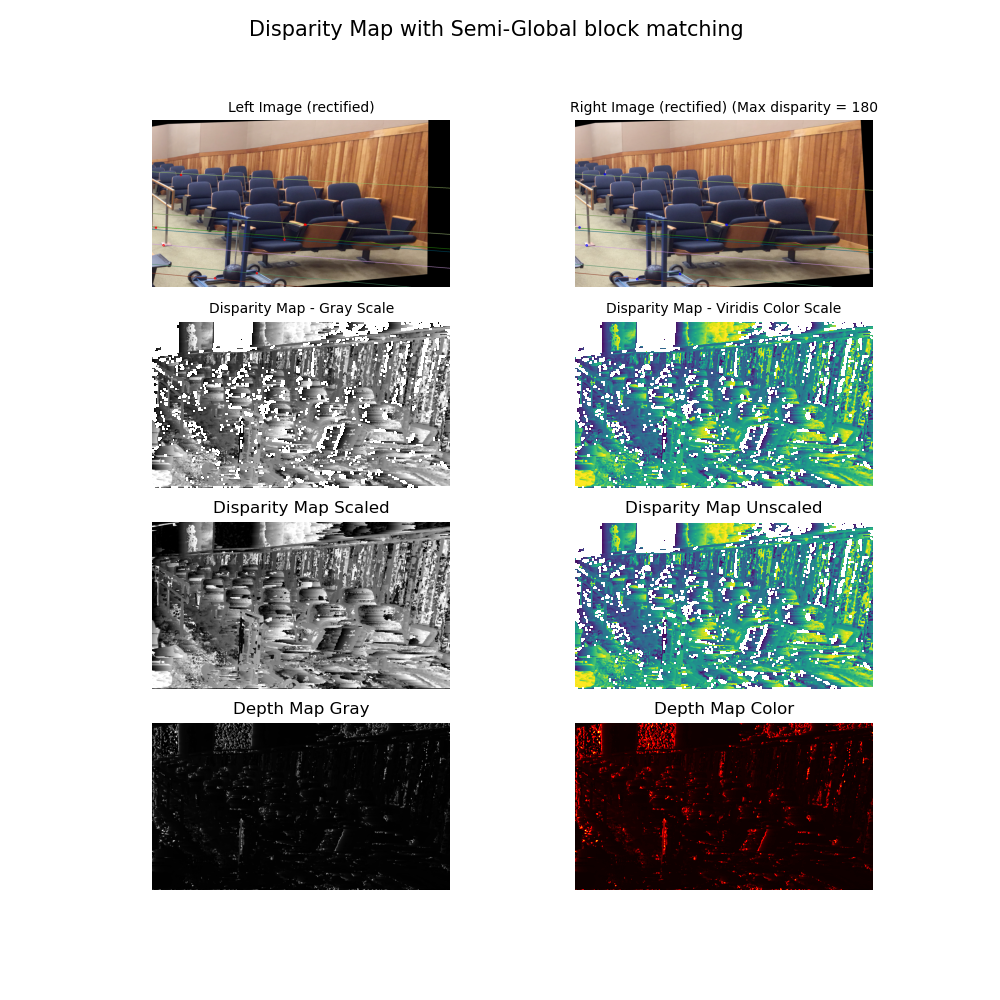 Disparity Map with Semi-Global block matching
Left Image (rectified)
Right Image (rectified) (Max disparity = 180
Disparity Map - Gray Scale
Disparity Map - Viridis Color Scale
Disparity Map Scaled
Disparity Map Unscaled
Depth Map Gray
Depth Map Color